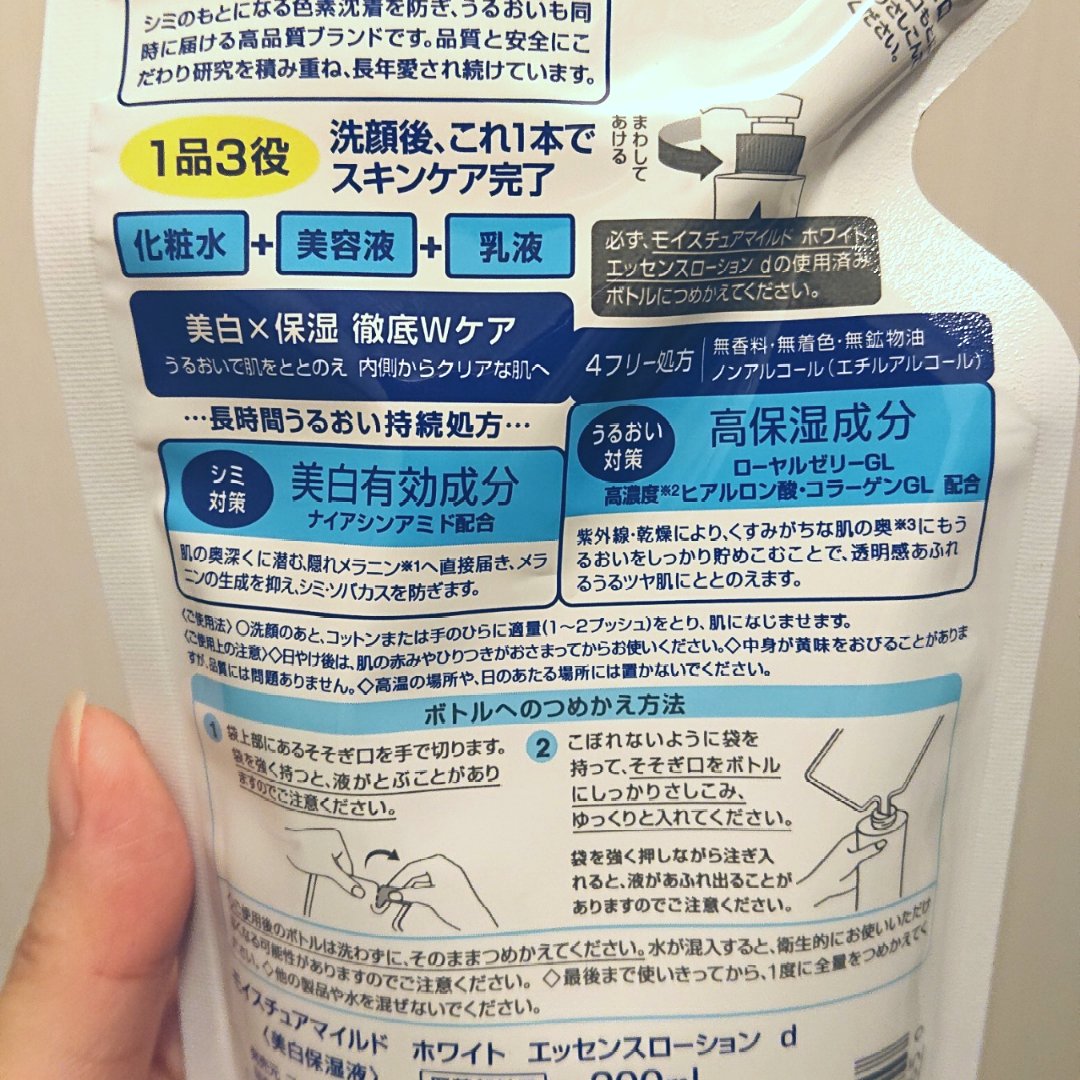 シミのもとになる色素沈着を防ぎ、うるおいも同
時に届ける高品質ブランドです。品質と安全にこ
だわり研究を積み重ね、長年愛され続けています。
ください。
1品3役
洗顔後、これ1本で
スキンケア完了
まわして
あける
化粧水+美容液+乳液
必ず、モイスチュアマイルド ホワイト
エッセンスローション dの使用済み
ボトルにつめかえてください。
美白×保湿 徹底Wケア
うるおいで肌をととのえ 内側からクリアな肌へ
4フリー処方
無香料・無着色・無鉱物油
ノンアルコール(エチルアルコール)
…長時間うるおい持続処方…
シミ
対策
美白有効成分
ナイアシンアミド配合
肌の奥深くに潜む、隠れメラニン※1へ直接届き、メラ
ニンの生成を抑え、シミ・ソバカスを防ぎます。
うるおい
対策
高保湿成分
ローヤルゼリーGL
高濃度※2ヒアルロン酸・コラーゲンGL 配合
紫外線・乾燥により、くすみがちな肌の奥※3にもう
るおいをしっかり貯めこむことで、透明感あふれ
るうるツヤ肌にととのえます。
〈ご使用法〉○洗顔のあと、コットンまたは手のひらに適量(1~2プッシュ)をとり、肌になじませます。
〈ご使用上の注意〉◇日やけ後は、肌の赤みやひりつきがおさまってからお使いください。◇中身が黄味をおびることがありま
すが、品質には問題ありません。◇高温の場所や、日のあたる場所には置かないでください。
ボトルへのつめかえ方法
1 袋上部にあるそそぎ口を手で切ります。
袋を強く持つと、液がとぶことがあり
ますのでご注意ください。
2 こぼれないように袋を
持って、そそぎ口をボトル
にしっかりさしこみ、
ゆっくりと入れてください。
袋を強く押しながら注ぎ入
れると、液があふれ出ることが
ありますのでご注意ください。
◇ご使用後のボトルは洗わずに、そのままつめかえてください。水が混入すると、衛生的にお使いいただけ
なくなる可能性がありますのでご注意ください。◇最後まで使いきってから、1度に全量をつめかえてく
ださい。◇他の製品や水を混ぜないでください。
モイスチュアマイルド ホワイト エッセンスローション d
〈美白保湿液〉